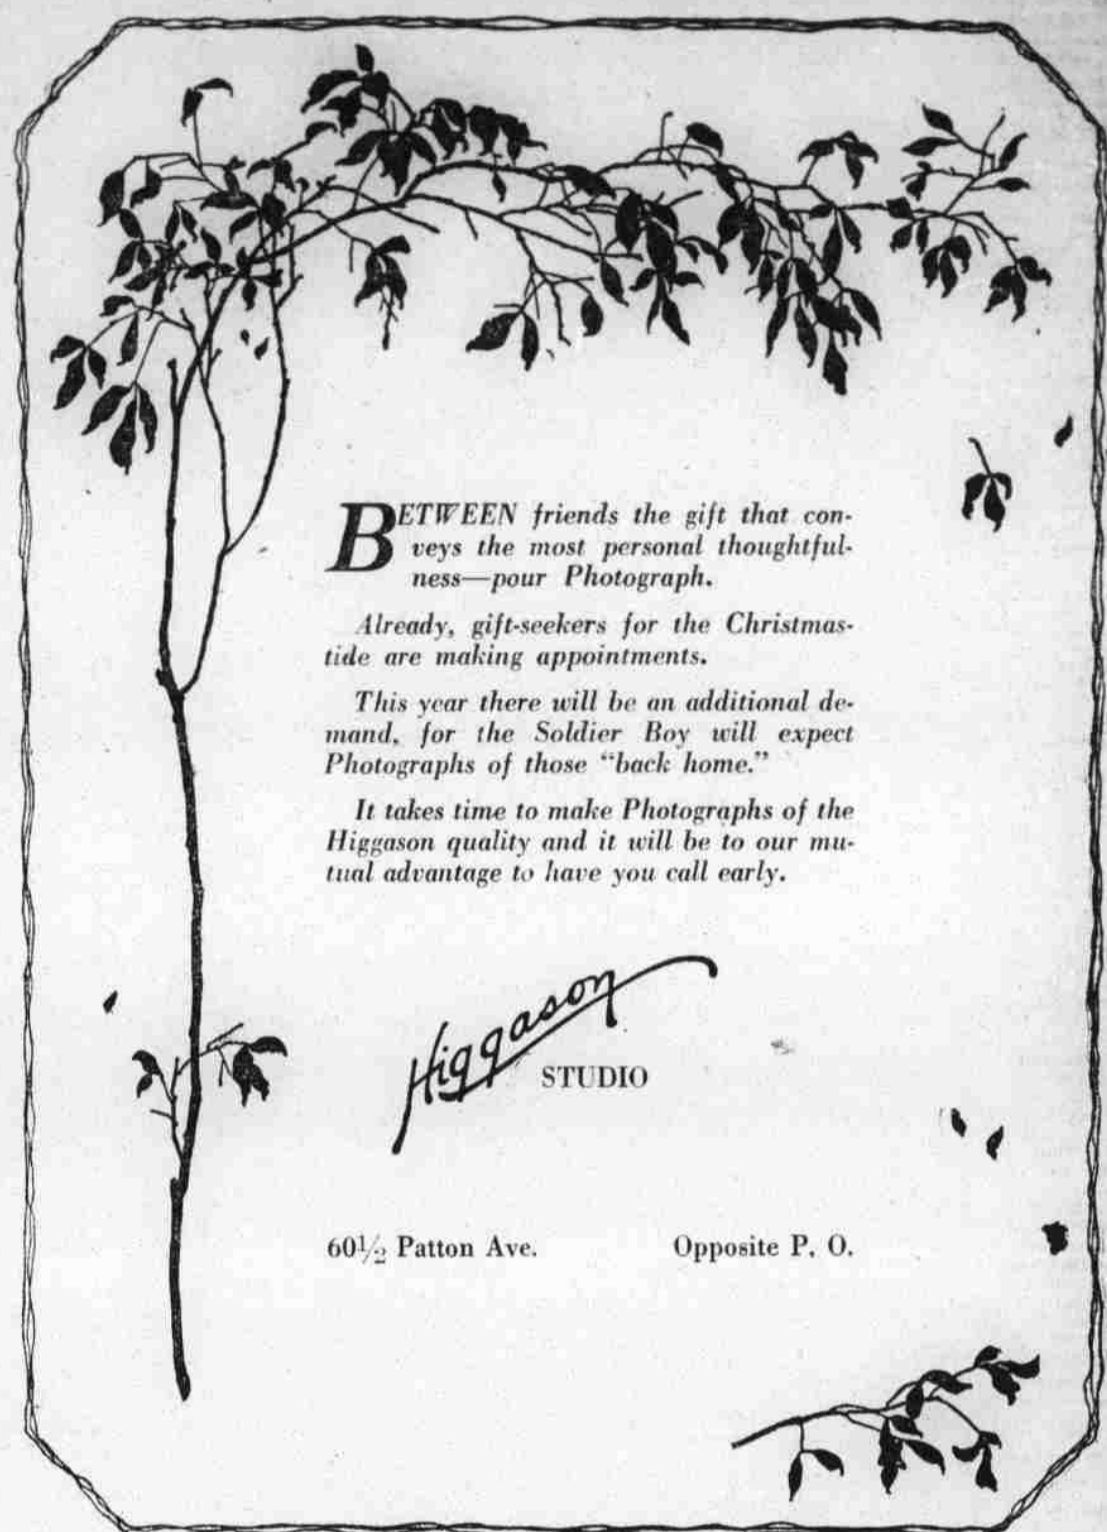 BETWEEN friends the gift that con-
veys the most personal thoughtful-
ness—pour Photograph.
Already, gift-seekers for the Christmas-
tide are making appointments.
This year there will be an additional de-
mand, for the Soldier Boy will expect
Photographs of those "back home."
It takes time to make Photographs of the
Higgason quality and it will be to our mu-
tual advantage to have you call early.
Higgason
STUDIO
60½ Patton Ave. Opposite P. O.